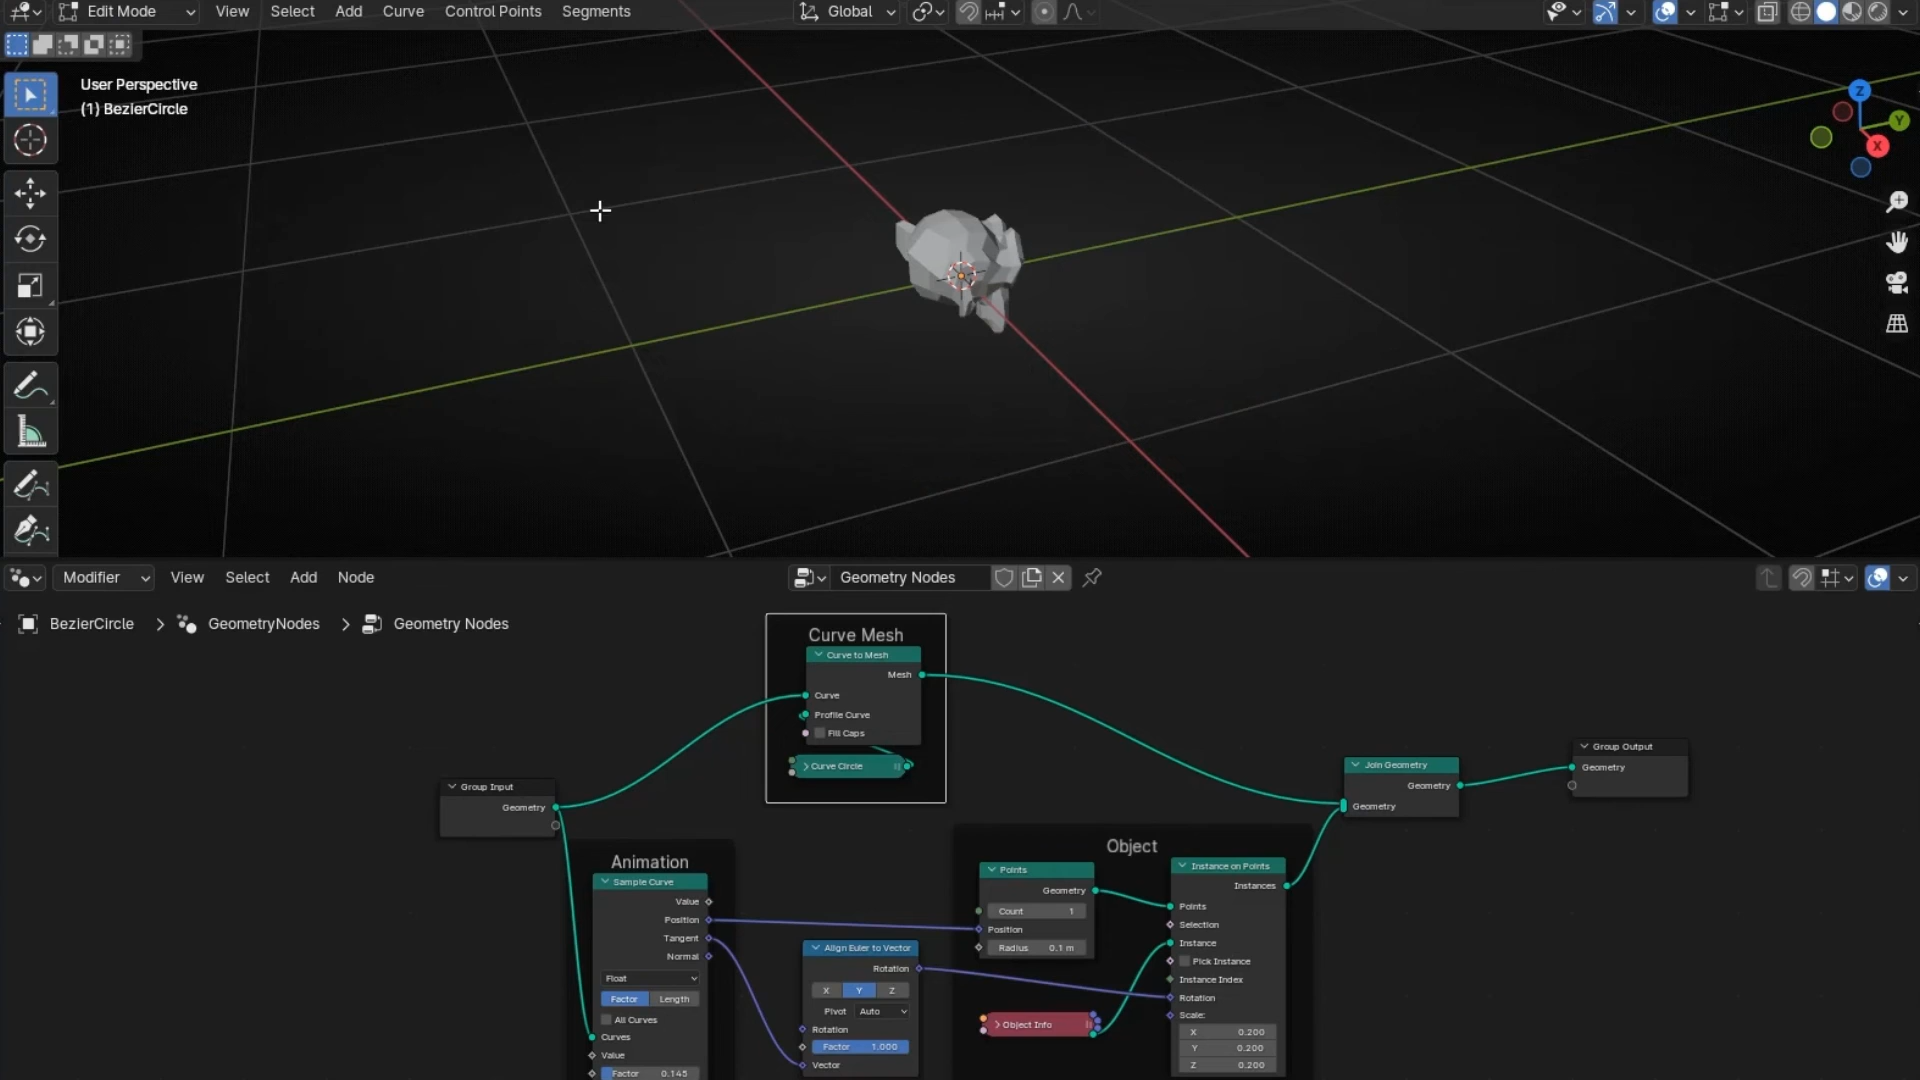 Edit Mode View Select Add Curve Control Points Segments Global
User Perspective
(1) BezierCircle
Z
Y
X
Modifier View Select Add Node Geometry Nodes
BezierCircle > GeometryNodes > Geometry Nodes
Curve Mesh
Curve to Mesh
Mesh
Curve
Profile Curve
Fill Caps
Curve Circle
Group Input
Geometry
Join Geometry
Geometry
Geometry
Group Output
Geometry
Animation
Sample Curve
Value
Position
Tangent
Normal
Float
Factor Length
All Curves
Curves
Value
Factor 0.145
Align Euler to Vector
Rotation
X Y Z
Pivot Auto
Rotation
Factor 1.000
Vector
Object
Points
Geometry
Count 1
Position
Radius 0.1 m
Object Info
Instance on Points
Instances
Points
Selection
Instance
Pick Instance
Instance Index
Rotation
Scale:
X 0.200
Y 0.200
Z 0.200